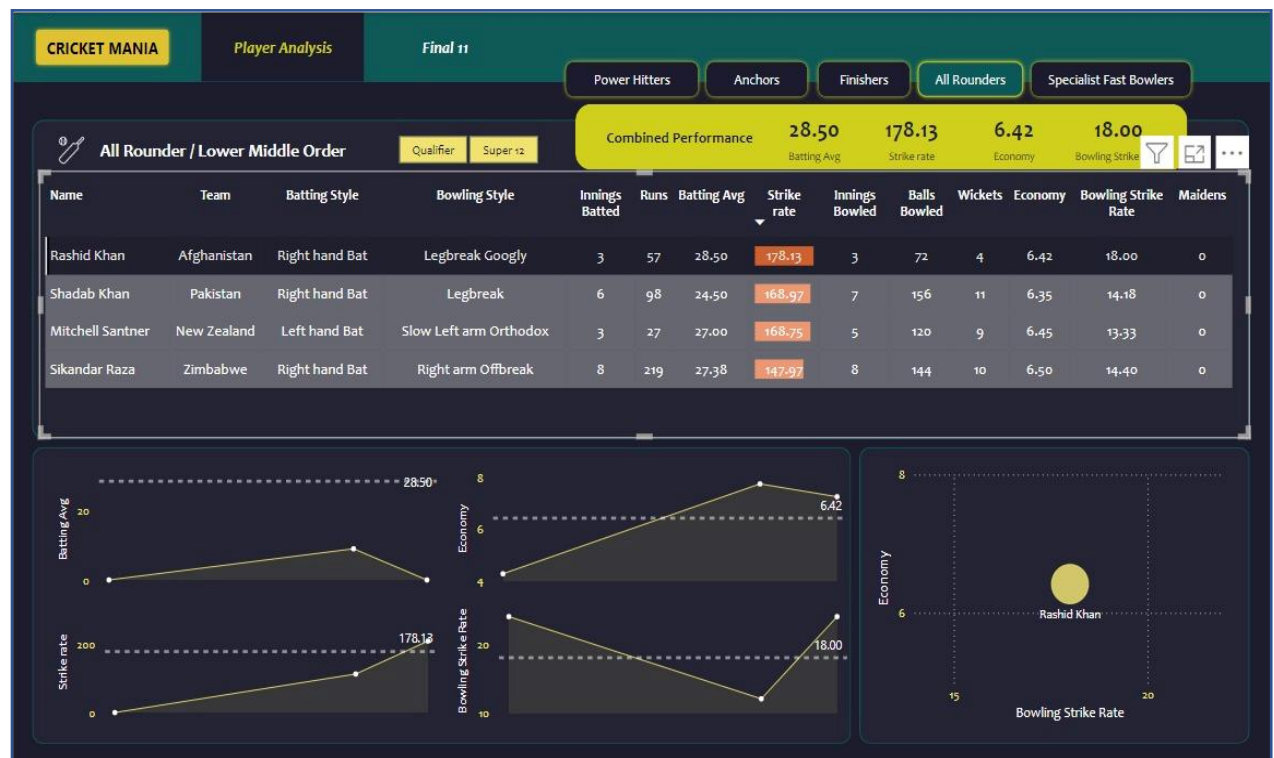 CRICKET MANIA
Player Analysis
Final 11
Power Hitters
Anchors
Finishers
All Rounders
Specialist Fast Bowlers
All Rounder / Lower Middle Order
Qualifier
Super 12
Combined Performance
28.50 178.13 6.42 18.00
Batting Avg Strike rate Economy Bowling Strike
Name Team Batting Style Bowling Style Innings Batted Runs Batting Avg Strike rate Innings Bowled Balls Bowled Wickets Economy Bowling Strike Rate Maidens
Rashid Khan Afghanistan Right hand Bat Legbreak Googly 3 57 28.50 178.13 3 72 4 6.42 18.00 0
Shadab Khan Pakistan Right hand Bat Legbreak 6 98 24.50 168.97 7 156 11 6.35 14.18 0
Mitchell Santner New Zealand Left hand Bat Slow Left arm Orthodox 3 27 27.00 168.75 5 120 9 6.45 13.33 0
Sikandar Raza Zimbabwe Right hand Bat Right arm Offbreak 8 219 27.38 147.97 8 144 10 6.50 14.40 0
Batting Avg
20
0
28.50
Economy
8
6
4
6.42
Strike rate
200
0
178.13
Bowling Strike Rate
20
10
18.00
Economy
8
6
Rashid Khan
15 20
Bowling Strike Rate